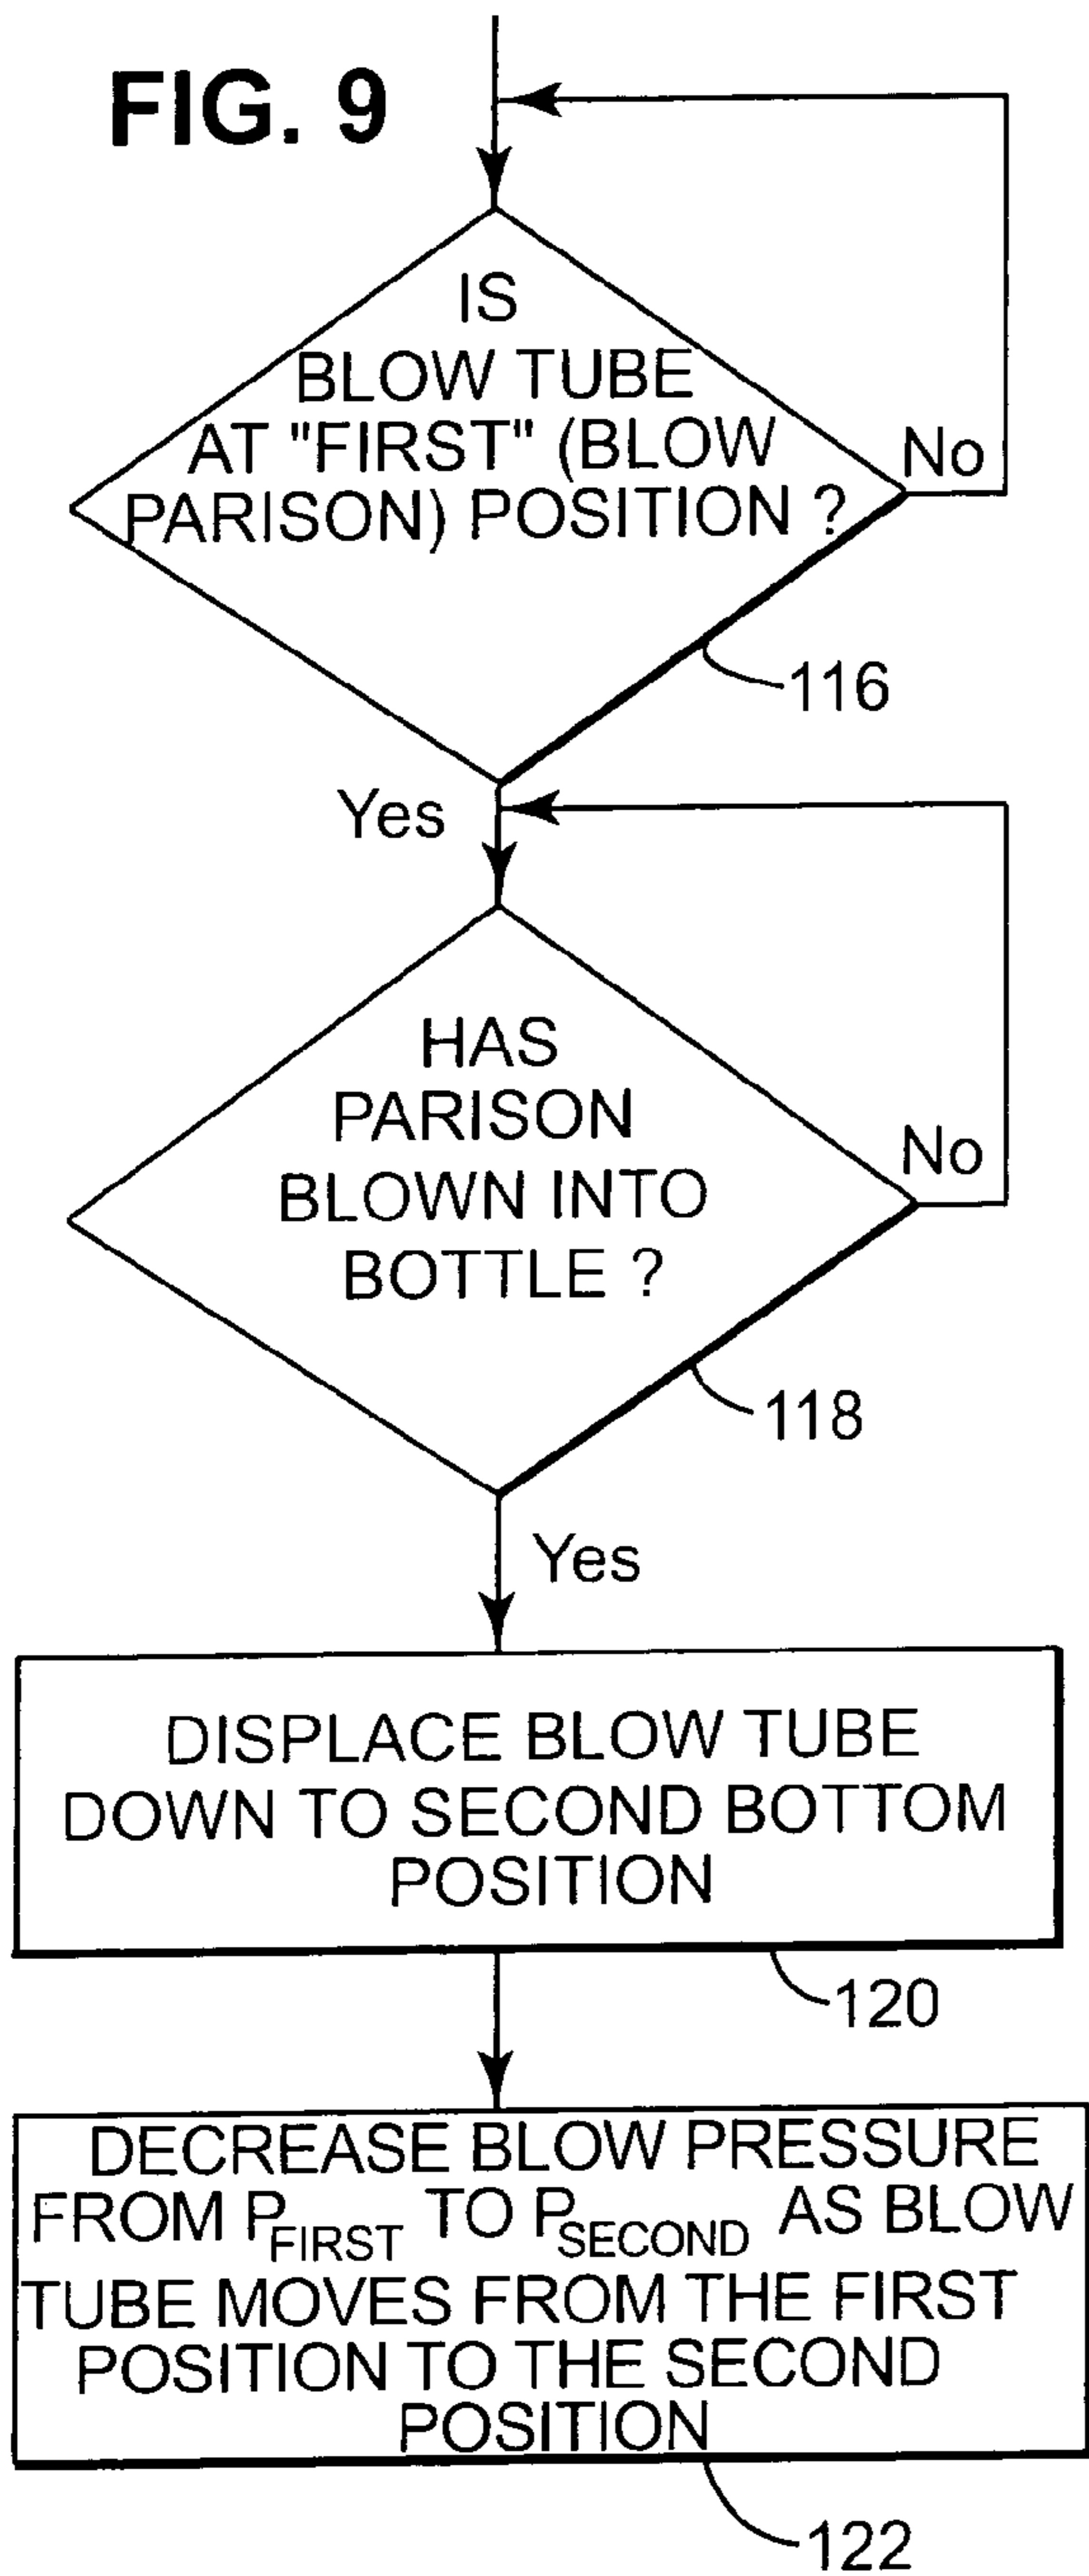 FIG. 9
IS
BLOW TUBE
AT "FIRST" (BLOW
PARISON) POSITION ?
No
116
Yes
HAS
PARISON
BLOWN INTO
BOTTLE ?
No
118
Yes
DISPLACE BLOW TUBE
DOWN TO SECOND BOTTOM
POSITION
120
DECREASE BLOW PRESSURE
FROM PFIRST TO PSECOND AS BLOW
TUBE MOVES FROM THE FIRST
POSITION TO THE SECOND
POSITION
122